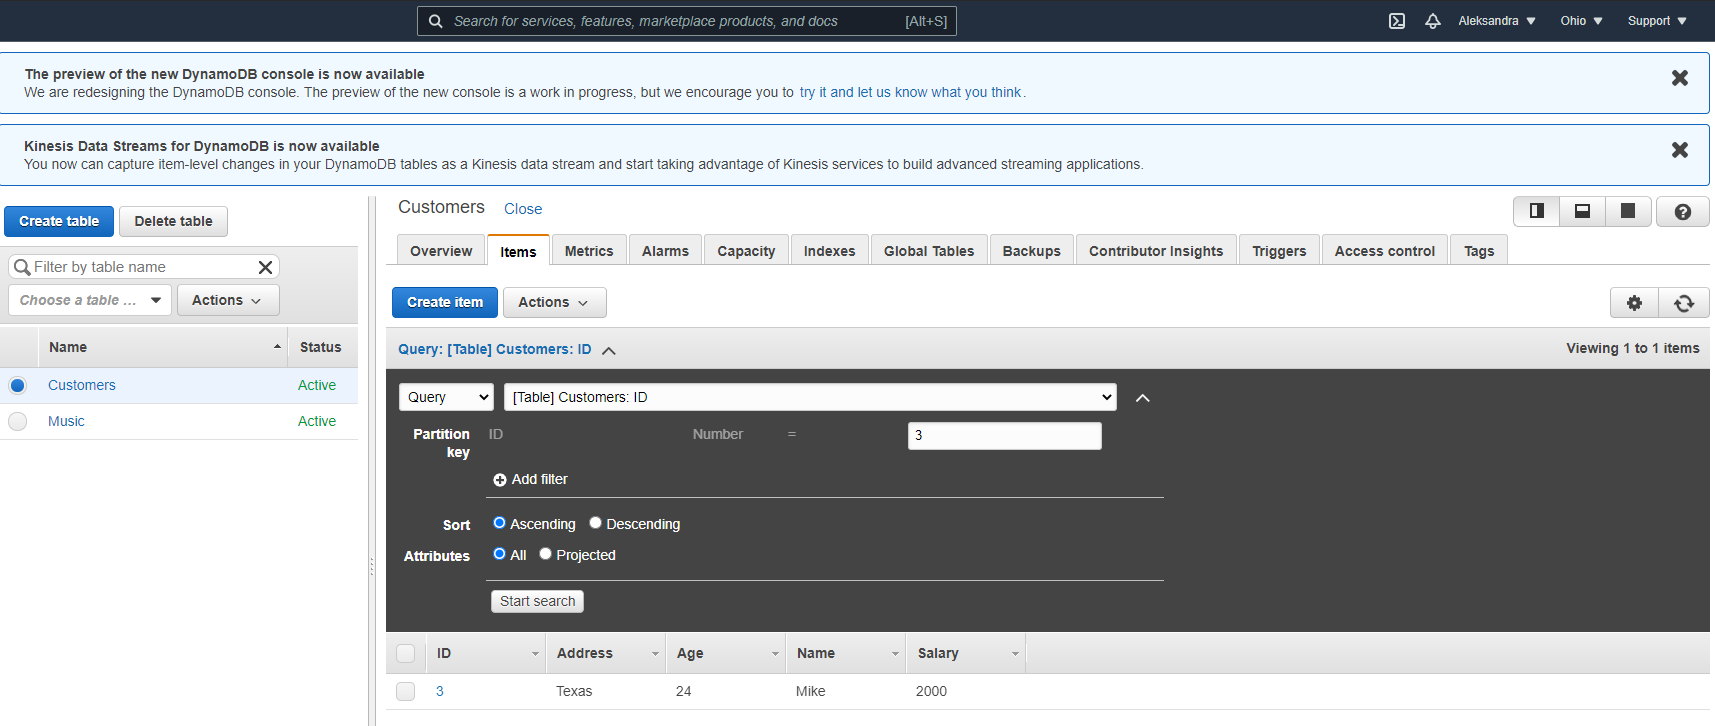 Search for services, features, marketplace products, and docs [Alt+S]
Aleksandra Ohio Support
The preview of the new DynamoDB console is now available
We are redesigning the DynamoDB console. The preview of the new console is a work in progress, but we encourage you to try it and let us know what you think.
Kinesis Data Streams for DynamoDB is now available
You now can capture item-level changes in your DynamoDB tables as a Kinesis data stream and start taking advantage of Kinesis services to build advanced streaming applications.
Create table Delete table
Filter by table name
Choose a table ... Actions
Name Status
Customers Active
Music Active
Customers Close
Overview Items Metrics Alarms Capacity Indexes Global Tables Backups Contributor Insights Triggers Access control Tags
Create item Actions
Query: [Table] Customers: ID Viewing 1 to 1 items
Query [Table] Customers: ID
Partition key ID Number = 3
Add filter
Sort Ascending Descending
Attributes All Projected
Start search
ID Address Age Name Salary
3 Texas 24 Mike 2000